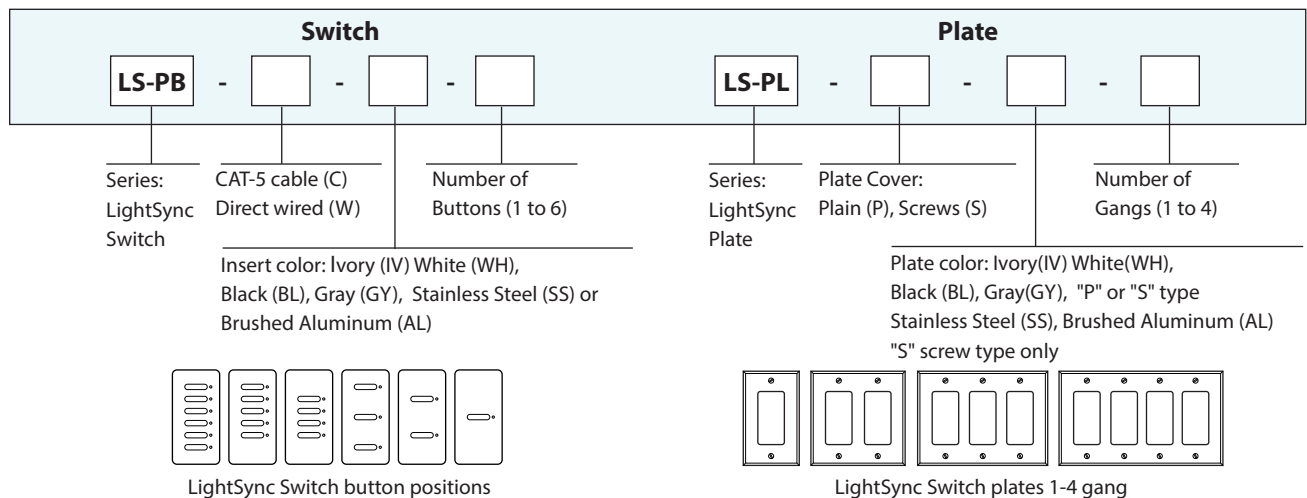 Switch
LS-PB - - -
Series:
LightSync
Switch
CAT-5 cable (C)
Direct wired (W)
Number of
Buttons (1 to 6)
Insert color: Ivory (IV) White (WH),
Black (BL), Gray (GY), Stainless Steel (SS) or
Brushed Aluminum (AL)
LightSync Switch button positions
Plate
LS-PL - - -
Series:
LightSync
Plate
Plate Cover:
Plain (P), Screws (S)
Number of
Gangs (1 to 4)
Plate color: Ivory(IV) White(WH),
Black (BL), Gray(GY), "P" or "S" type
Stainless Steel (SS), Brushed Aluminum (AL)
"S" screw type only
LightSync Switch plates 1-4 gang